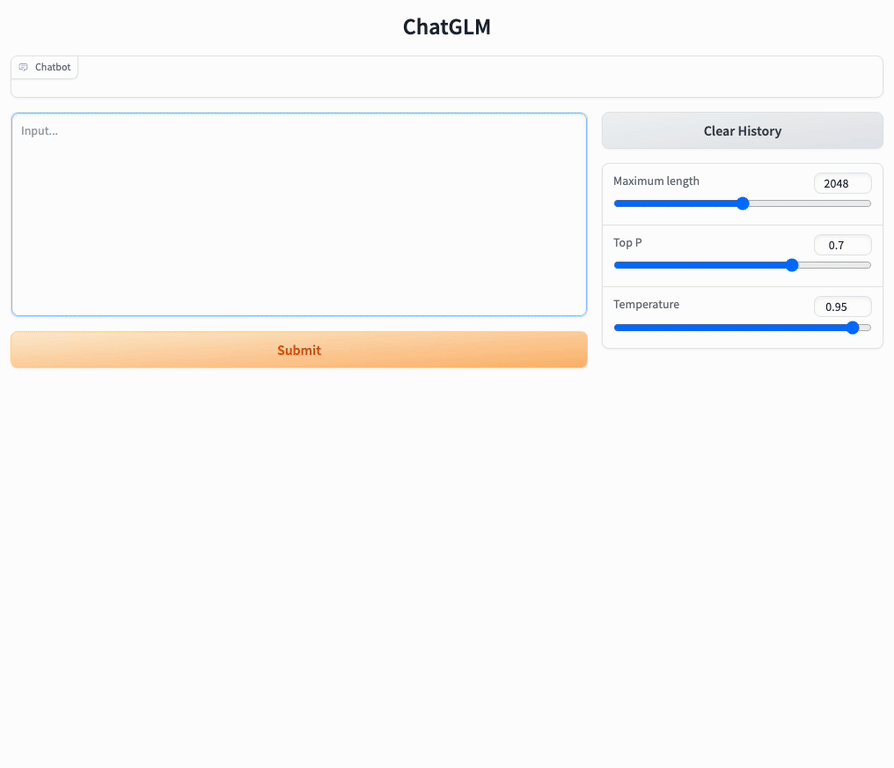 ChatGLM
Chatbot
Input...
Clear History
Maximum length
2048
Top P
0.7
Temperature
0.95
Submit